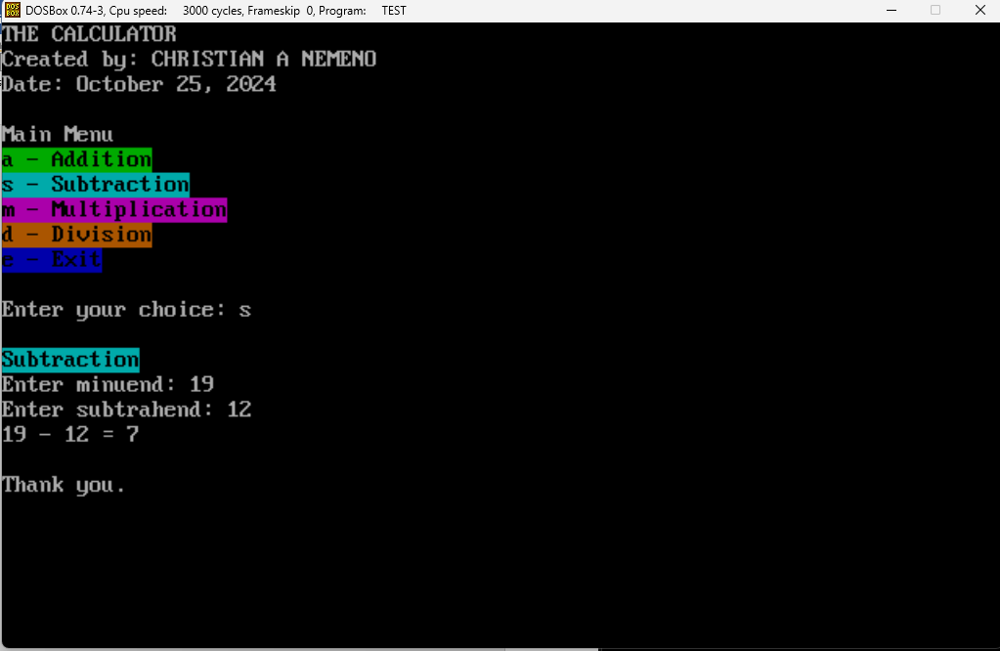 DOSBox 0.74-3, Cpu speed: 3000 cycles, Frameskip 0, Program: TEST
THE CALCULATOR
Created by: CHRISTIAN A NEMENO
Date: October 25, 2024
Main Menu
a - Addition
s - Subtraction
m - Multiplication
d - Division
e - Exit
Enter your choice: s
Subtraction
Enter minuend: 19
Enter subtrahend: 12
19 - 12 = 7
Thank you.